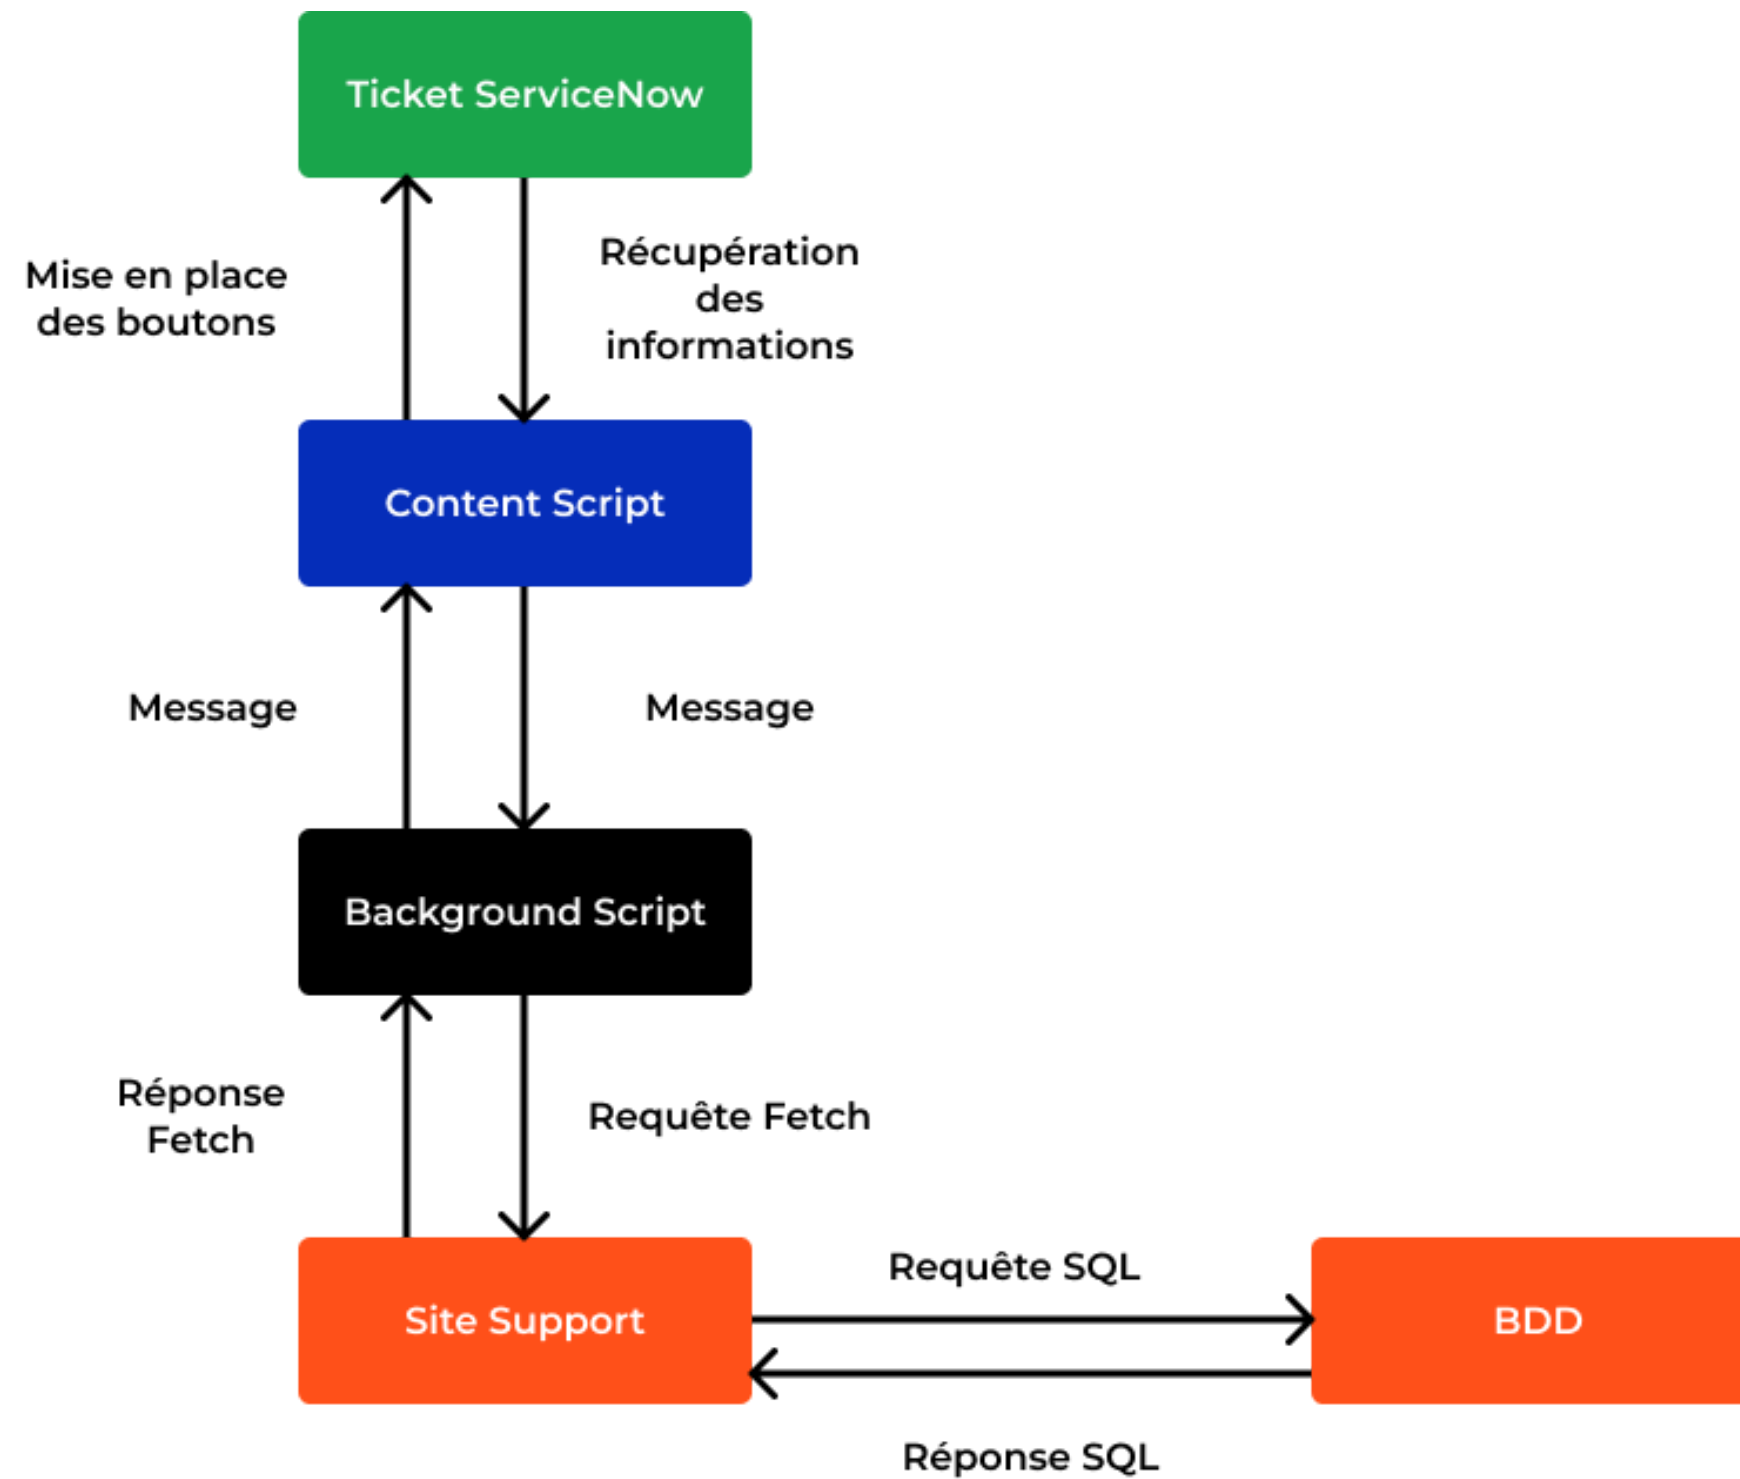 Ticket ServiceNow
Mise en place
des boutons
Récupération
des
informations
Content Script
Message
Message
Background Script
Réponse
Fetch
Requête Fetch
Site Support
Requête SQL
BDD
Réponse SQL